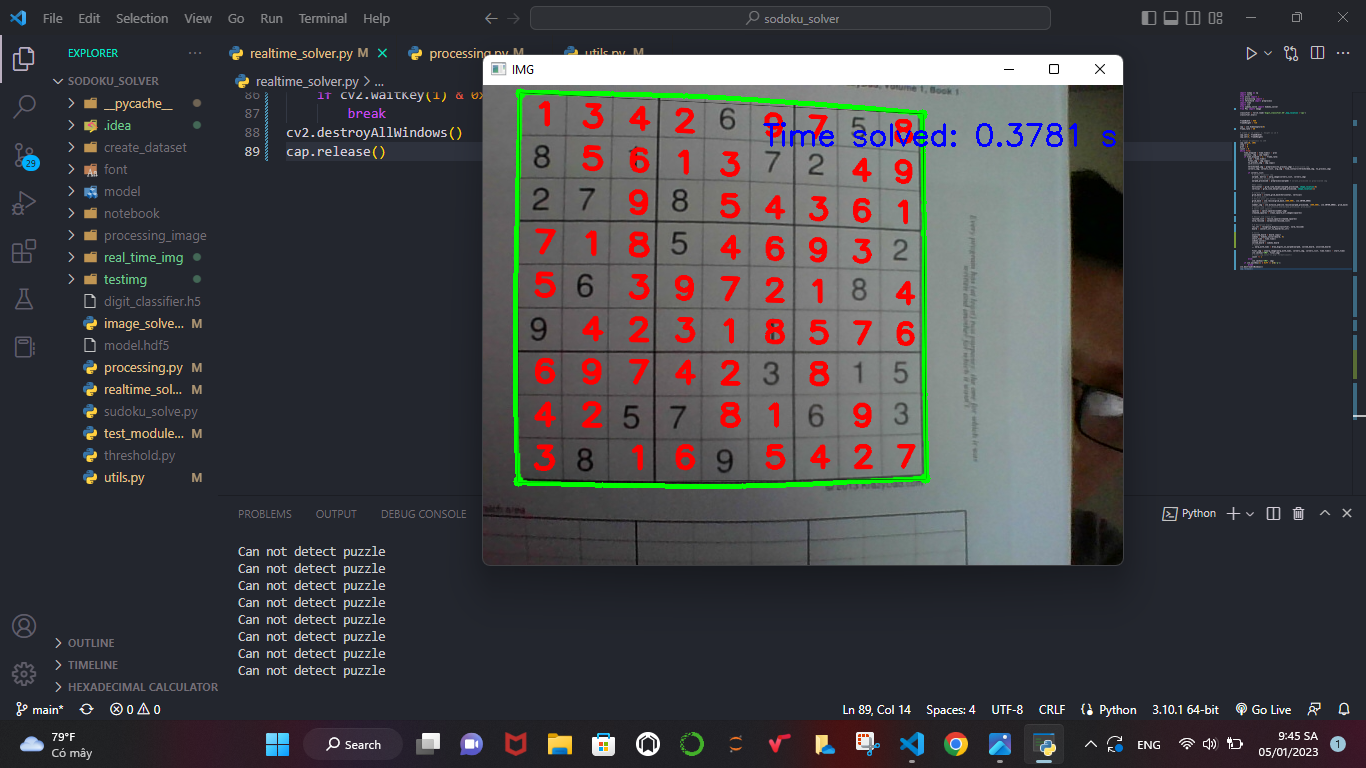 File Edit Selection View Go Run Terminal Help
sodoku_solver
EXPLORER
realtime_solver.py M
processing.py M
utils.py M
SODOKU_SOLVER
realtime_solver.py > ...
__pycache__
.idea
create_dataset
font
model
notebook
processing_image
real_time_img
testimg
digit_classifier.h5
image_solve... M
model.hdf5
processing.py M
realtime_sol... M
sudoku_solve.py
test_module... M
threshold.py
utils.py M
OUTLINE
TIMELINE
HEXADECIMAL CALCULATOR
29
86 if cv2.waitKey(1) & 0x
87 break
88 cv2.destroyAllWindows()
89 cap.release()
IMG
Volume 1, Book 1
Time solved: 0.3781 s
1 3 4 2 6 9 7 5 8
8 5 6 1 3 7 2 4 9
2 7 9 8 5 4 3 6 1
7 1 8 5 4 6 9 3 2
5 6 3 9 7 2 1 8 4
9 4 2 3 1 8 5 7 6
6 9 7 4 2 3 8 1 5
4 2 5 7 8 1 6 9 3
3 8 1 6 9 5 4 2 7
PROBLEMS OUTPUT DEBUG CONSOLE
Python
Can not detect puzzle
Can not detect puzzle
Can not detect puzzle
Can not detect puzzle
Can not detect puzzle
Can not detect puzzle
Can not detect puzzle
Can not detect puzzle
main*
0 0
Ln 89, Col 14 Spaces: 4 UTF-8 CRLF Python 3.10.1 64-bit Go Live
79°F
Có mây
Search
ENG
9:45 SA
05/01/2023
1